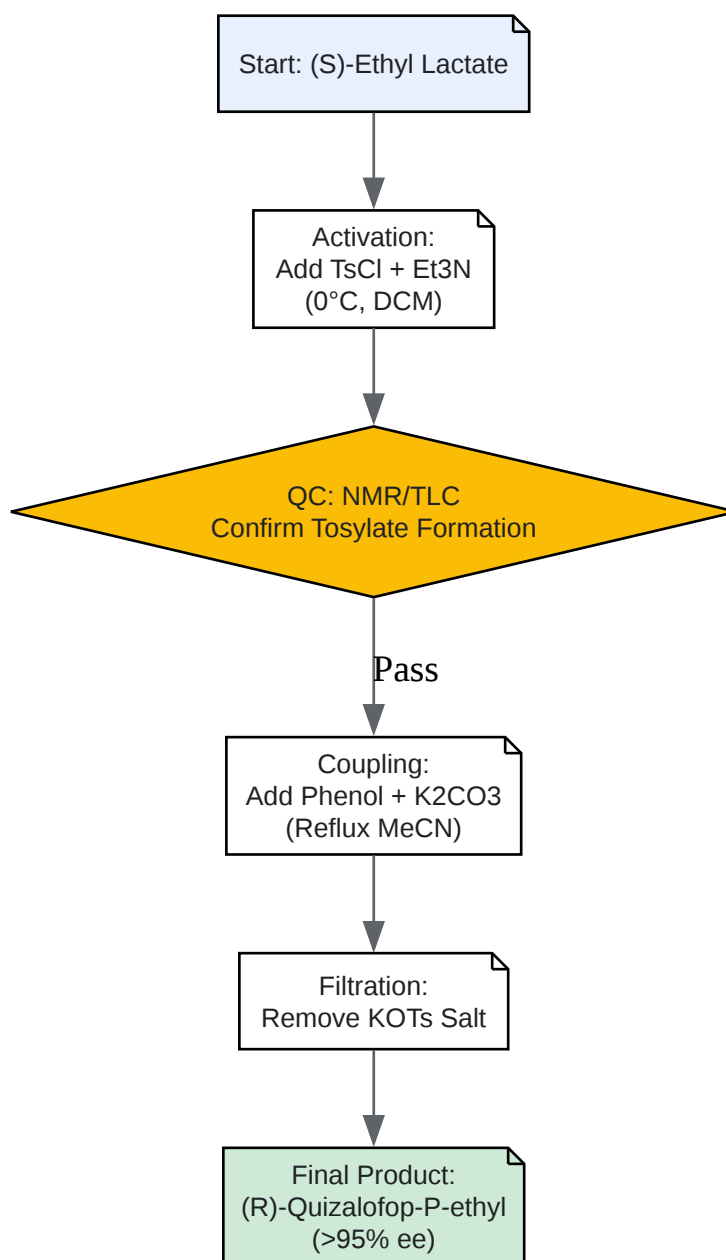 Start: (S)-Ethyl Lactate
Activation:
Add TsCl + Et3N
(0°C, DCM)
QC: NMR/TLC
Confirm Tosylate Formation
Pass
Coupling:
Add Phenol + K2CO3
(Reflux MeCN)
Filtration:
Remove KOTs Salt
Final Product:
(R)-Quizalofop-P-ethyl
(>95% ee)